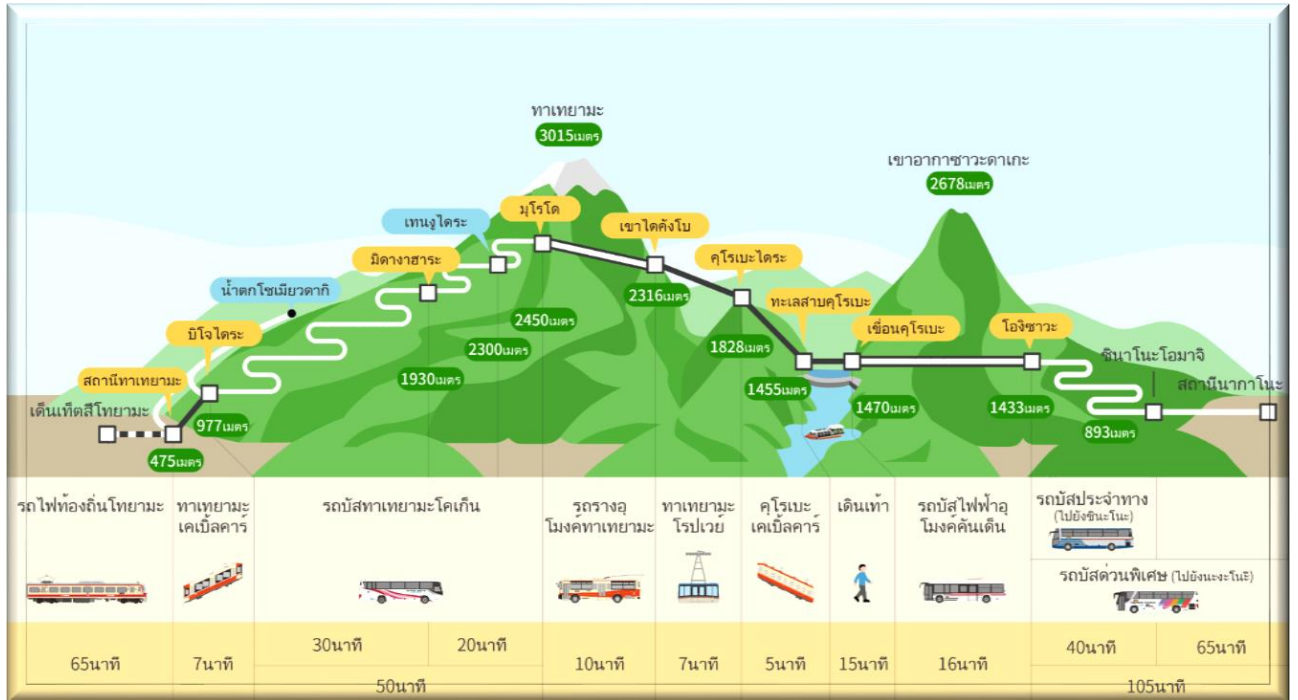 ทาเทยามะ
3015เมตร
เขาอากาซาวะดาเกะ
2678เมตร
เทนงูไดระ
มุโรโด
เขาไดคังโบ
มิดางาฮาระ
คุโรเบะไดระ
น้ำตกโชเมียวดากิ
2316เมตร
ทะเลสาบคุโรเบะ
2450เมตร
เขื่อนคุโรเบะ
โองิซาวะ
บิโจไดระ
1828เมตร
2300เมตร
ชินาโนะโอมาจิ
สถานีทาเทยามะ
1930เมตร
1455เมตร
สถานีนากาโนะ
เด็นเท็ตสึโทยามะ
977เมตร
1470เมตร
1433เมตร
893เมตร
475เมตร
รถไฟท้องถิ่นโทยามะ
ทาเทยามะ
เคเบิ้ลคาร์
รถบัสทาเทยามะโคเก็น
รถรางอุ
โมงค์ทาเทยามะ
ทาเทยามะ
โรปเวย์
คุโรเบะ
เคเบิ้ลคาร์
เดินเท้า
รถบัสไฟฟ้าอุ
โมงค์คันเด็น
รถบัสประจำทาง
(ไปยังชินะโนะ)
รถบัสด่วนพิเศษ (ไปยังนะงะโนะ)
65นาที
7นาที
30นาที
20นาที
50นาที
10นาที
7นาที
5นาที
15นาที
16นาที
40นาที
65นาที
105นาที